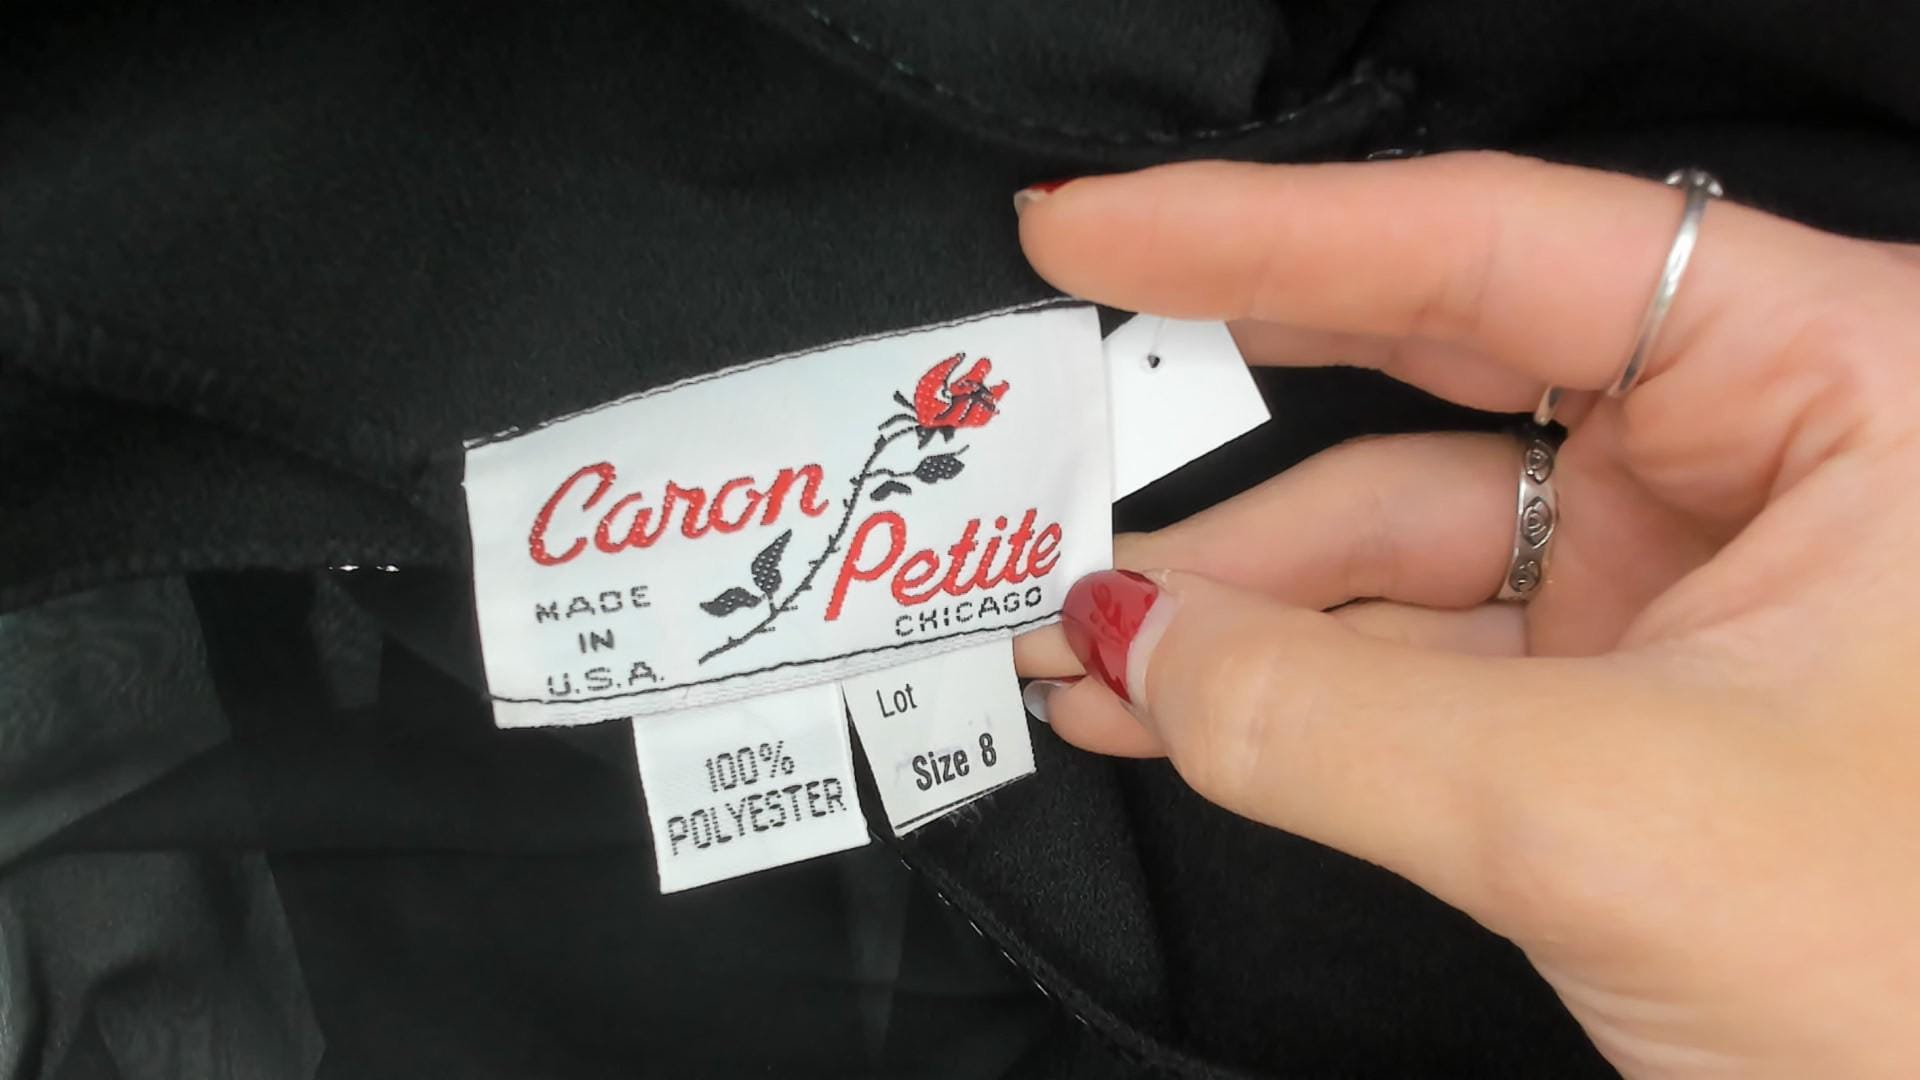 Caron
Petite
CHICAGO
MADE
IN
U.S.A.
100%
POLYESTER
Lot
Size 8